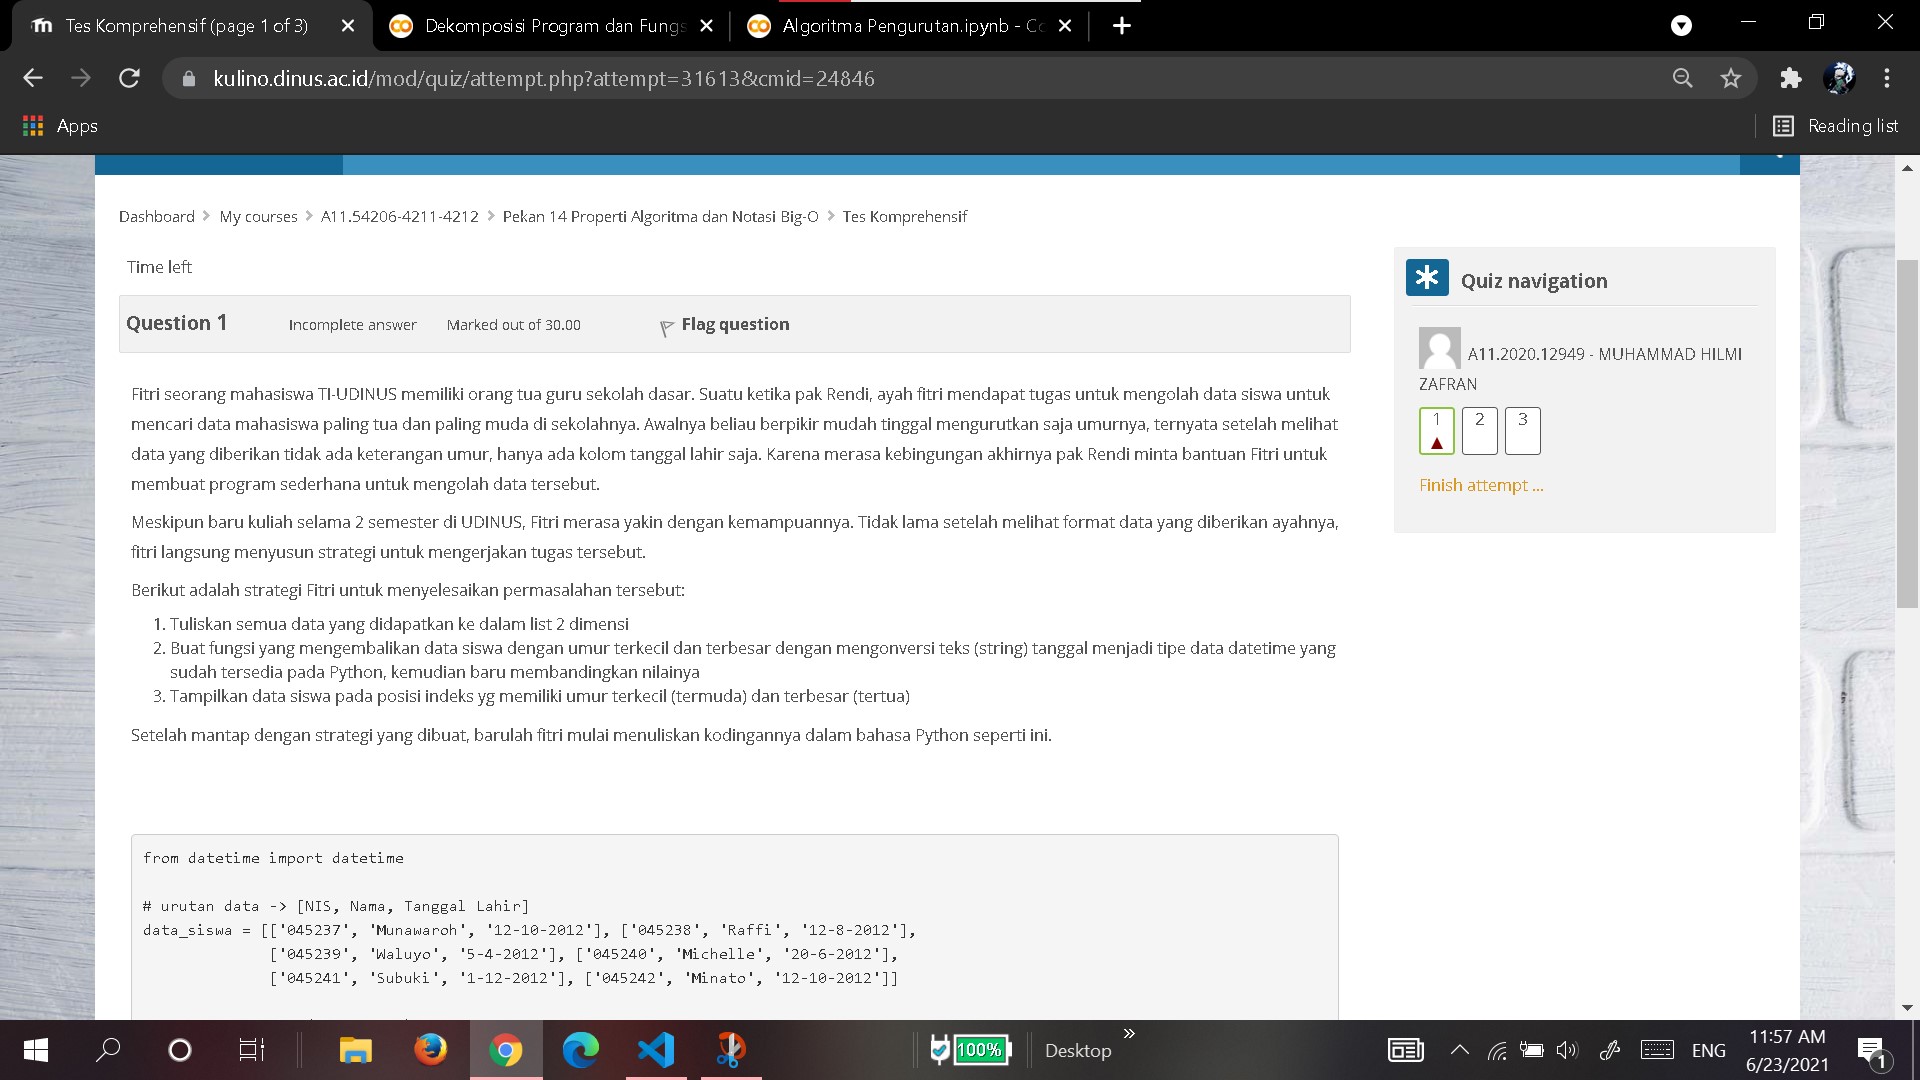 Tes Komprehensif (page 1 of 3)
Dekomposisi Program dan Fungs
Algoritma Pengurutan.ipynb - Co
kulino.dinus.ac.id/mod/quiz/attempt.php?attempt=31613&cmid=24846
Apps
Reading list
Dashboard > My courses > A11.54206-4211-4212 > Pekan 14 Properti Algoritma dan Notasi Big-O > Tes Komprehensif
Time left
Question 1 Incomplete answer Marked out of 30.00 Flag question
Fitri seorang mahasiswa TI-UDINUS memiliki orang tua guru sekolah dasar. Suatu ketika pak Rendi, ayah fitri mendapat tugas untuk mengolah data siswa untuk
mencari data mahasiswa paling tua dan paling muda di sekolahnya. Awalnya beliau berpikir mudah tinggal mengurutkan saja umurnya, ternyata setelah melihat
data yang diberikan tidak ada keterangan umur, hanya ada kolom tanggal lahir saja. Karena merasa kebingungan akhirnya pak Rendi minta bantuan Fitri untuk
membuat program sederhana untuk mengolah data tersebut.
Meskipun baru kuliah selama 2 semester di UDINUS, Fitri merasa yakin dengan kemampuannya. Tidak lama setelah melihat format data yang diberikan ayahnya,
fitri langsung menyusun strategi untuk mengerjakan tugas tersebut.
Berikut adalah strategi Fitri untuk menyelesaikan permasalahan tersebut:
1. Tuliskan semua data yang didapatkan ke dalam list 2 dimensi
2. Buat fungsi yang mengembalikan data siswa dengan umur terkecil dan terbesar dengan mengonversi teks (string) tanggal menjadi tipe data datetime yang
sudah tersedia pada Python, kemudian baru membandingkan nilainya
3. Tampilkan data siswa pada posisi indeks yg memiliki umur terkecil (termuda) dan terbesar (tertua)
Setelah mantap dengan strategi yang dibuat, barulah fitri mulai menuliskan kodingannya dalam bahasa Python seperti ini.
from datetime import datetime
# urutan data -> [NIS, Nama, Tanggal Lahir]
data_siswa = [['045237', 'Munawaroh', '12-10-2012'], ['045238', 'Raffi', '12-8-2012'],
['045239', 'Waluyo', '5-4-2012'], ['045240', 'Michelle', '20-6-2012'],
['045241', 'Subuki', '1-12-2012'], ['045242', 'Minato', '12-10-2012']]
Quiz navigation
A11.2020.12949 - MUHAMMAD HILMI
ZAFRAN
1 2 3
Finish attempt ...
100%
Desktop
ENG
11:57 AM
6/23/2021
1